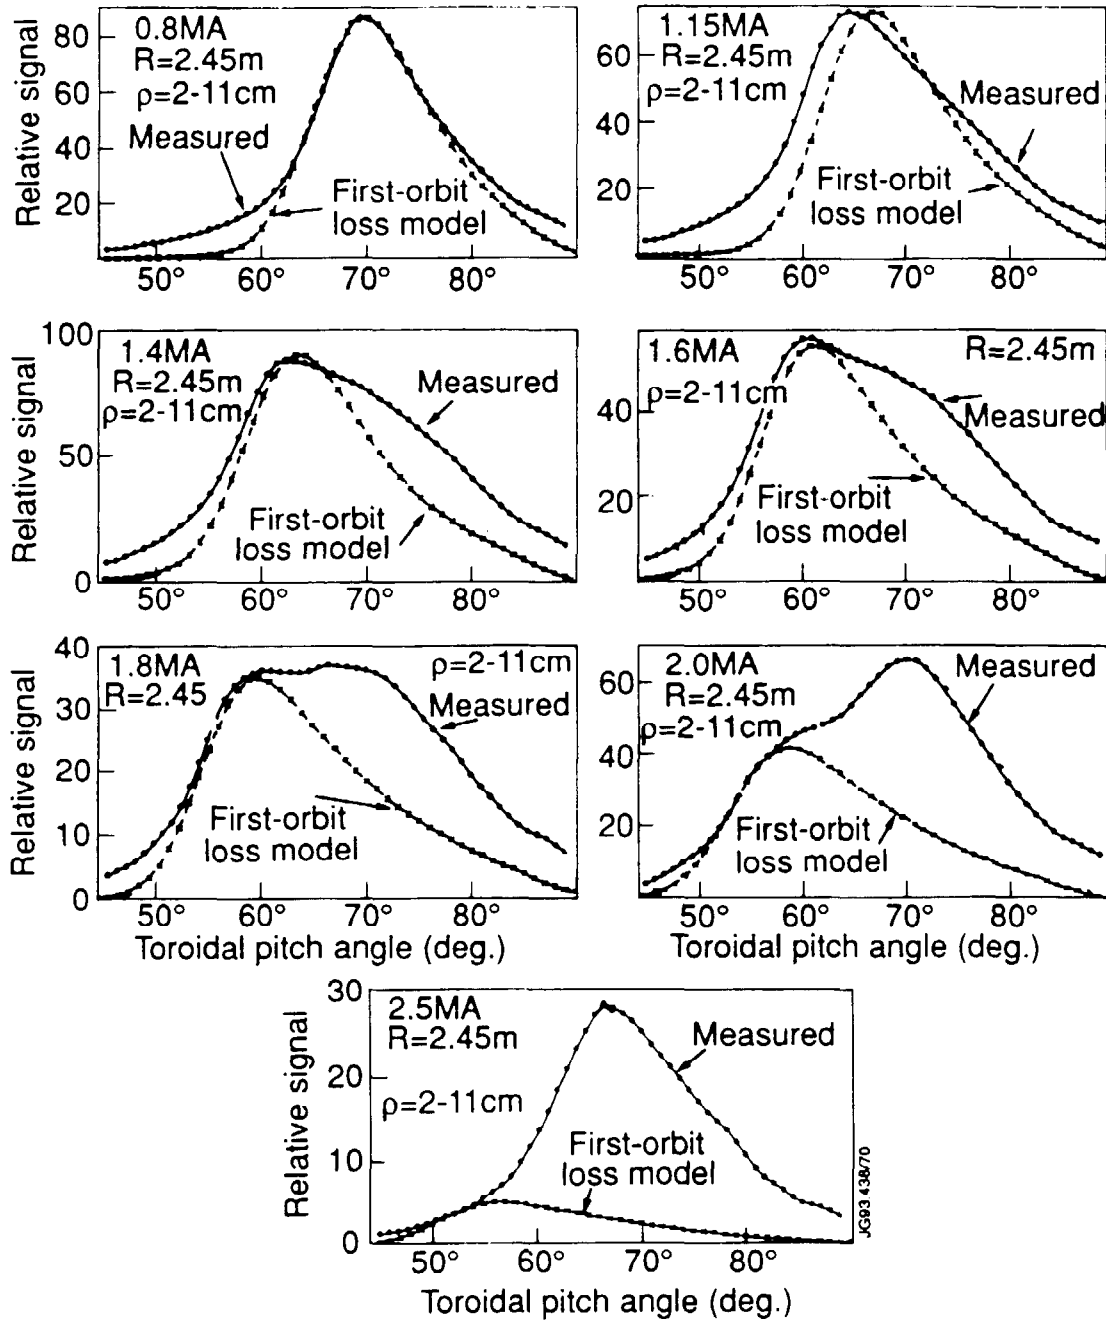 Relative signal
80
60
40
20
0.8MA
R=2.45m
ρ=2-11cm
Measured
First-orbit
loss model
50°
60°
70°
80°
60
40
20
1.15MA
R=2.45m
ρ=2-11cm
Measured
First-orbit
loss model
50°
60°
70°
80°
Relative signal
100
50
0
1.4MA
R=2.45m
ρ=2-11cm
Measured
First-orbit
loss model
50°
60°
70°
80°
40
20
1.6MA
R=2.45m
ρ=2-11cm
Measured
First-orbit
loss model
50°
60°
70°
80°
Relative signal
40
30
20
10
0
1.8MA
R=2.45
ρ=2-11cm
Measured
First-orbit
loss model
50°
60°
70°
80°
Toroidal pitch angle (deg.)
60
40
20
2.0MA
R=2.45m
ρ=2-11cm
Measured
First-orbit
loss model
50°
60°
70°
80°
Toroidal pitch angle (deg.)
Relative signal
30
20
10
0
2.5MA
R=2.45m
ρ=2-11cm
Measured
First-orbit
loss model
50°
60°
70°
80°
Toroidal pitch angle (deg.)
JG93.438/70